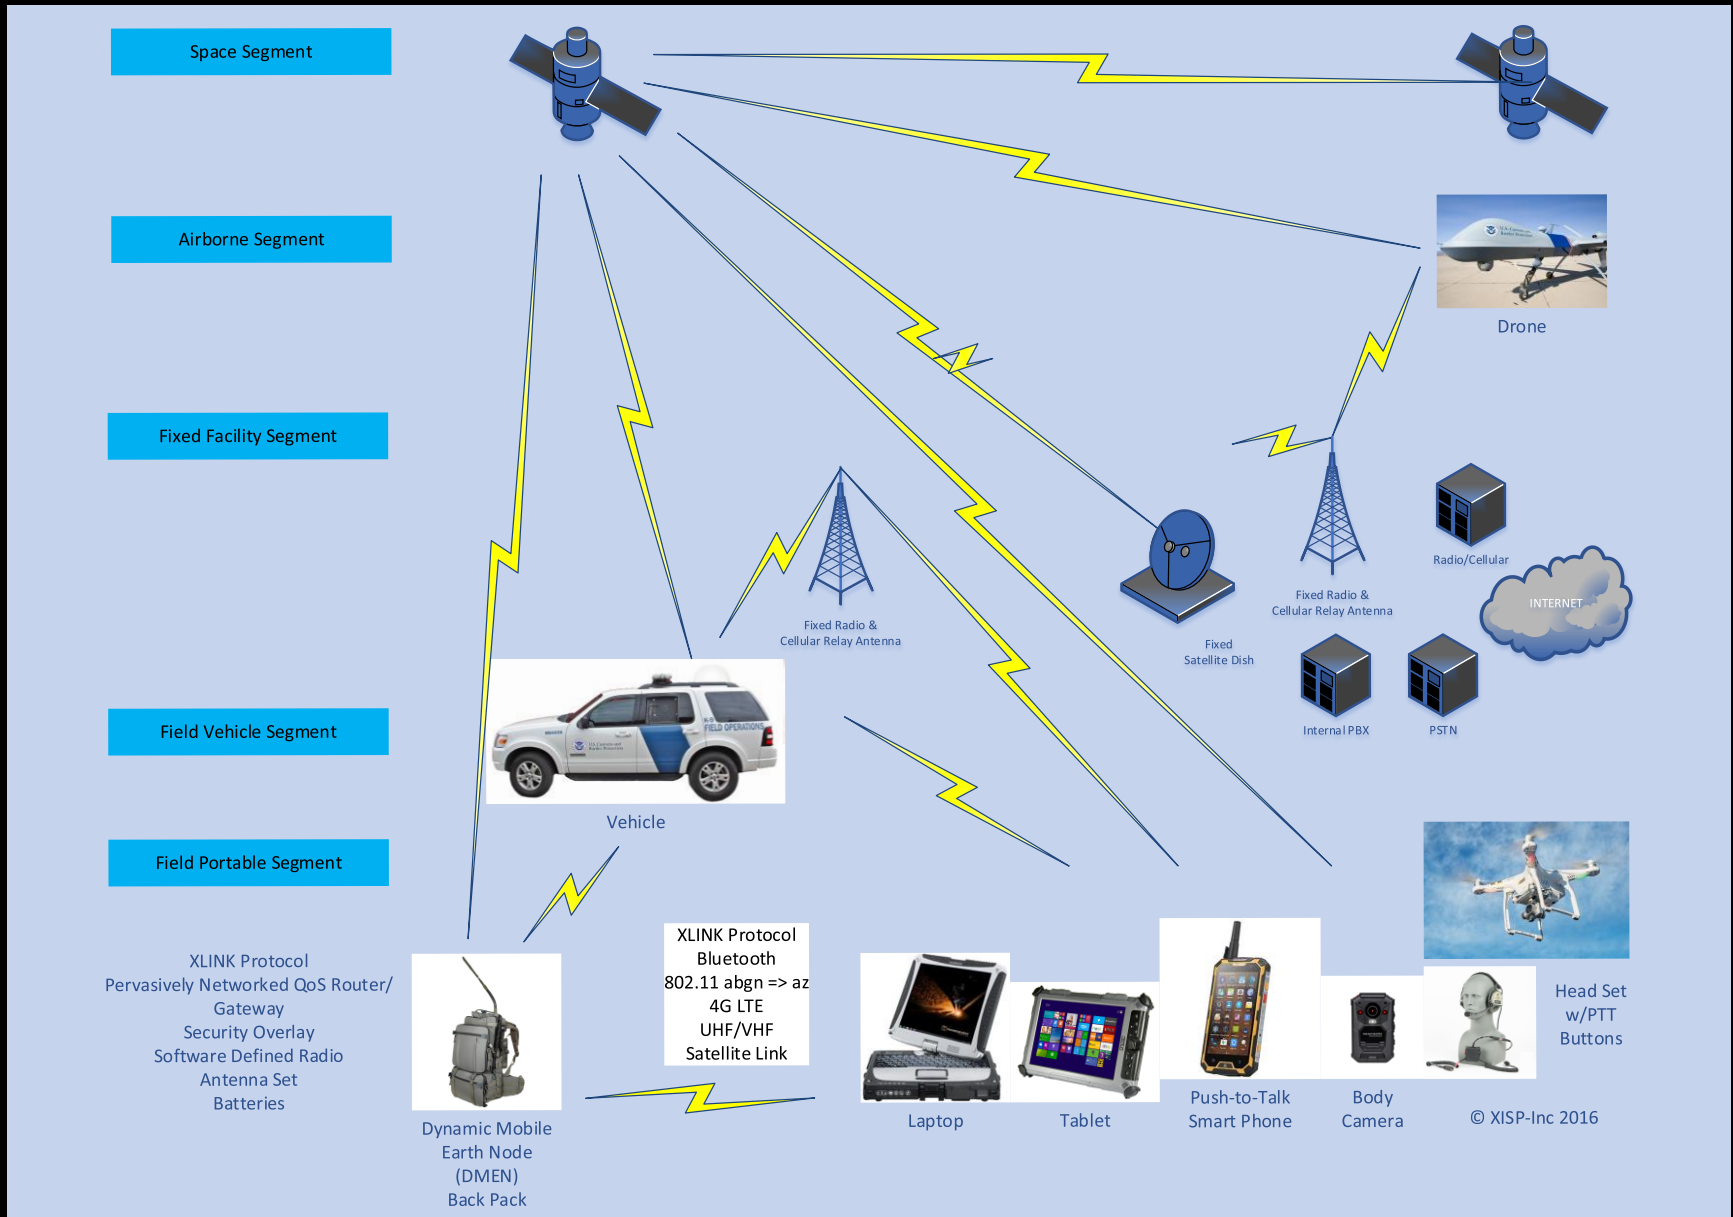 Space Segment
Airborne Segment
Drone
Fixed Facility Segment
Radio/Cellular
Fixed Radio &
Cellular Relay Antenna
INTERNET
Fixed Radio &
Cellular Relay Antenna
Fixed
Satellite Dish
Internal PBX
PSTN
Field Vehicle Segment
FIELD OPERATIONS
Vehicle
Field Portable Segment
XLINK Protocol
Pervasively Networked QoS Router/
Gateway
Security Overlay
Software Defined Radio
Antenna Set
Batteries
XLINK Protocol
Bluetooth
802.11 abgn => az
4G LTE
UHF/VHF
Satellite Link
Dynamic Mobile
Earth Node
(DMEN)
Back Pack
Laptop
Tablet
Push-to-Talk
Smart Phone
Body
Camera
Head Set
w/PTT
Buttons
© XISP-Inc 2016